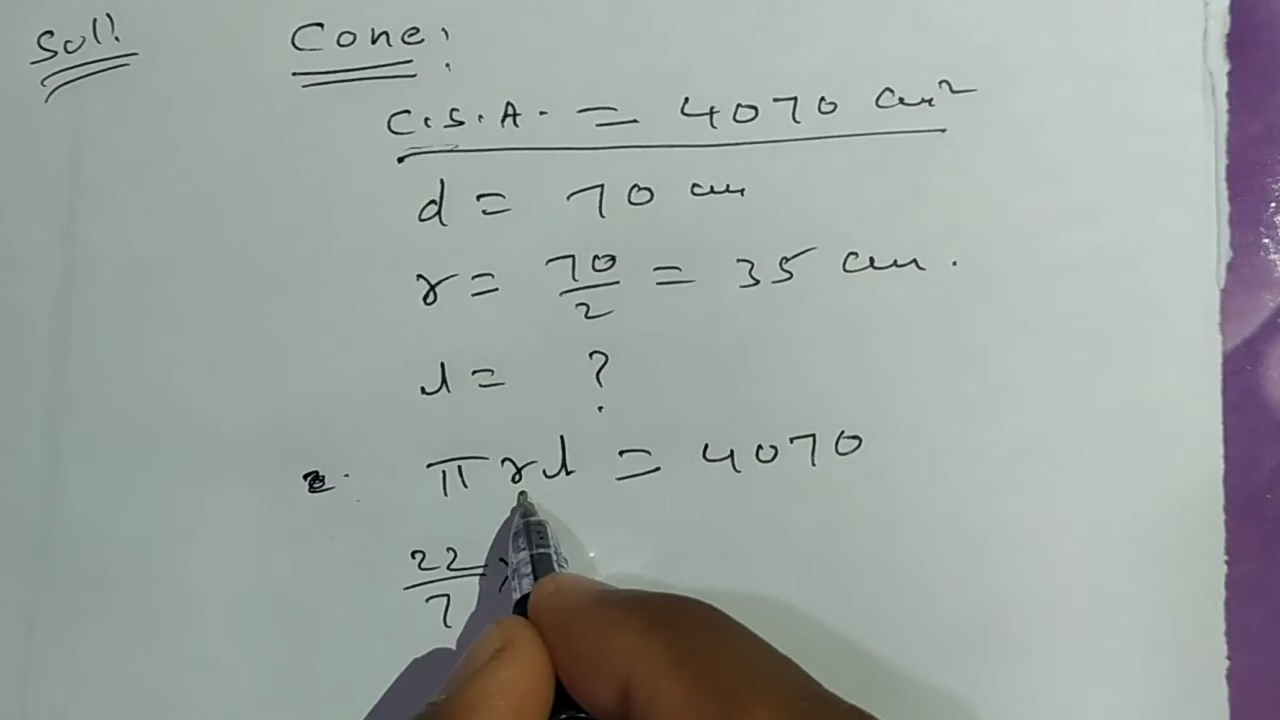 Sol!
Cone:
C.S.A. = 4070 cm²
d = 70 cm
r = 70/2 = 35 cm.
l = ?
πrl = 4070
22/7 ×